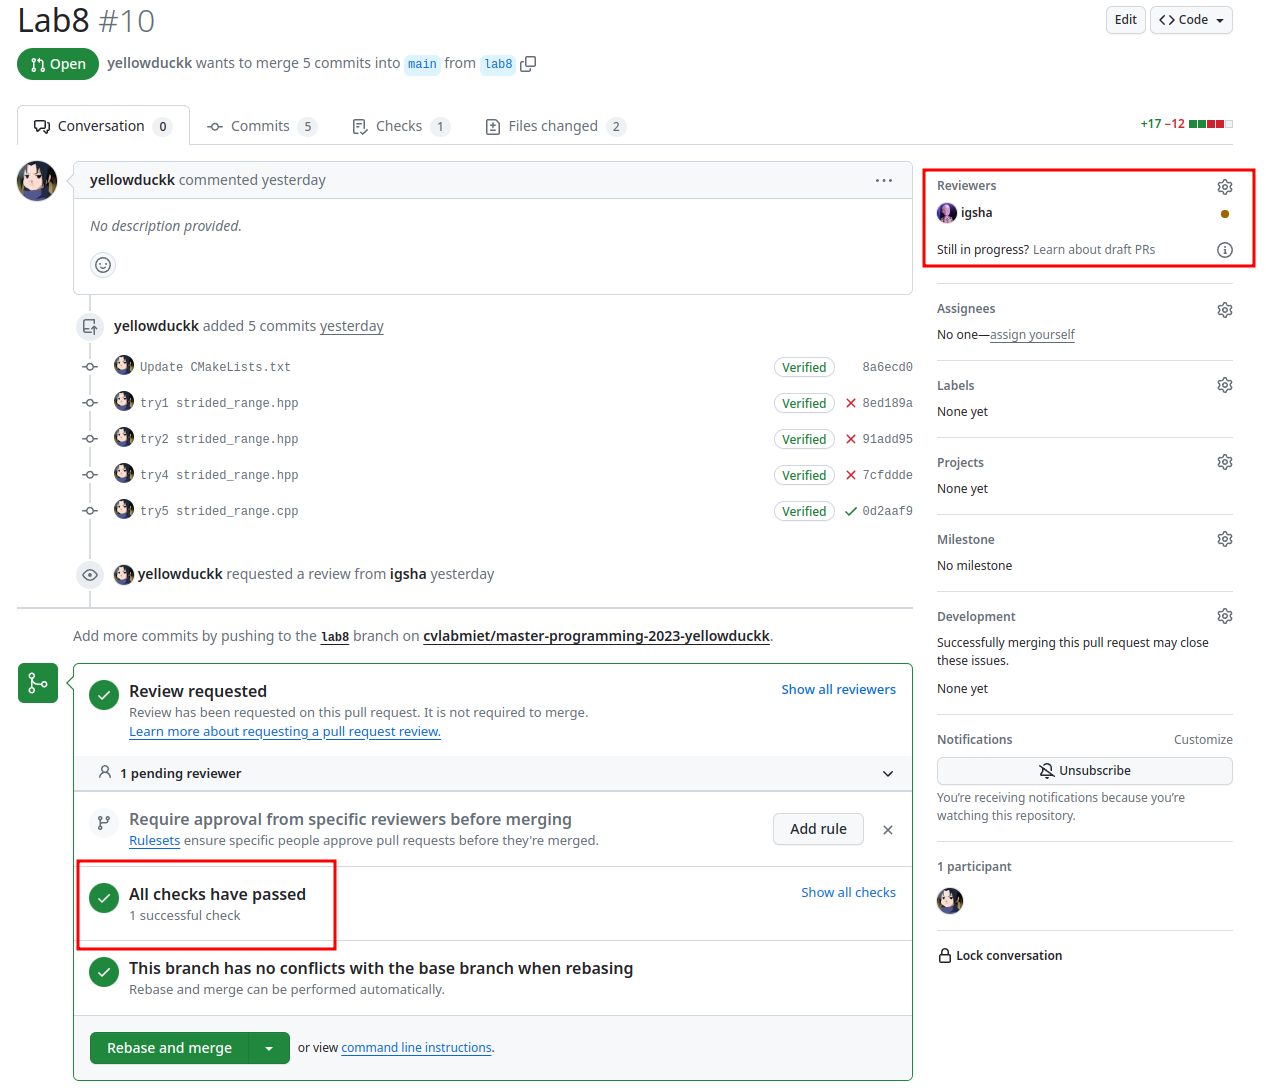 Lab8 #10
Edit
Code
Open
yellowduckk wants to merge 5 commits into main from lab8
Conversation 0
Commits 5
Checks 1
Files changed 2
+17 −12
yellowduckk commented yesterday
No description provided.
yellowduckk added 5 commits yesterday
Update CMakeLists.txt Verified 8a6ecd0
try1 strided_range.hpp Verified 8ed189a
try2 strided_range.hpp Verified 91add95
try4 strided_range.hpp Verified 7cfddde
try5 strided_range.cpp Verified 0d2aaf9
yellowduckk requested a review from igsha yesterday
Add more commits by pushing to the lab8 branch on cvlabmiet/master-programming-2023-yellowduckk.
Review requested
Show all reviewers
Review has been requested on this pull request. It is not required to merge.
Learn more about requesting a pull request review.
1 pending reviewer
Require approval from specific reviewers before merging
Rulesets ensure specific people approve pull requests before they're merged.
Add rule
All checks have passed
1 successful check
Show all checks
This branch has no conflicts with the base branch when rebasing
Rebase and merge can be performed automatically.
Rebase and merge
or view command line instructions.
Reviewers
igsha
Still in progress? Learn about draft PRs
Assignees
No one—assign yourself
Labels
None yet
Projects
None yet
Milestone
No milestone
Development
Successfully merging this pull request may close
these issues.
None yet
Notifications
Customize
Unsubscribe
You're receiving notifications because you're
watching this repository.
1 participant
Lock conversation